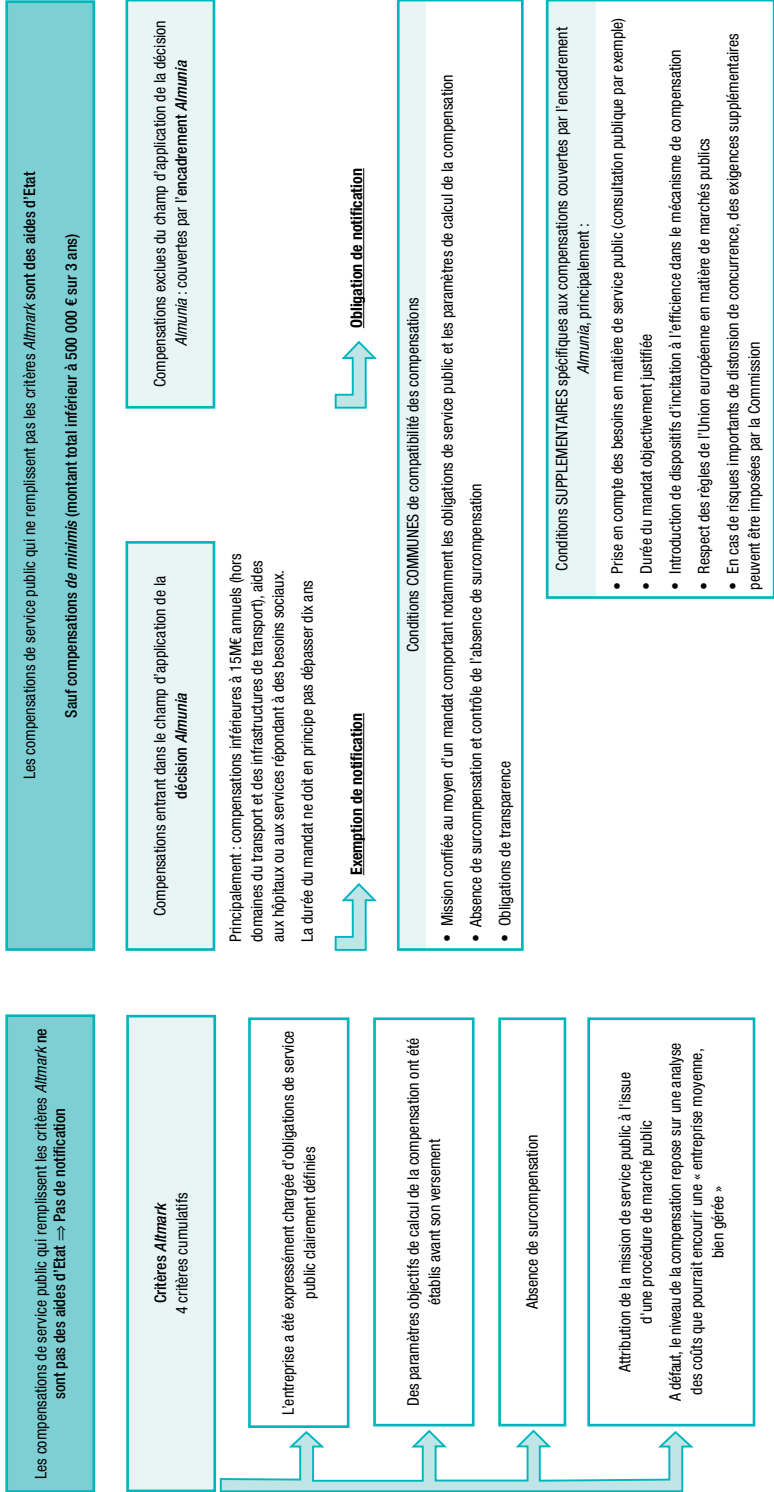 Les compensations de service public qui remplissent les critères Altmark ne
sont pas des aides d'Etat ⇒ Pas de notification
Critères Altmark
4 critères cumulatifs
L'entreprise a été expressément chargée d'obligations de service
public clairement définies
Des paramètres objectifs de calcul de la compensation ont été
établis avant son versement
Absence de surcompensation
Attribution de la mission de service public à l'issue
d'une procédure de marché public
A défaut, le niveau de la compensation repose sur une analyse
des coûts que pourrait encourir une « entreprise moyenne,
bien gérée »
Les compensations de service public qui ne remplissent pas les critères Altmark sont des aides d'Etat
Sauf compensations de minimis (montant total inférieur à 500 000 € sur 3 ans)
Compensations entrant dans le champ d'application de la
décision Almunia
Principalement : compensations inférieures à 15M€ annuels (hors
domaines du transport et des infrastructures de transport), aides
aux hôpitaux ou aux services répondant à des besoins sociaux.
La durée du mandat ne doit en principe pas dépasser dix ans
Exemption de notification
Compensations exclues du champ d'application de la décision
Almunia : couvertes par l'encadrement Almunia
Obligation de notification
Conditions COMMUNES de compatibilité des compensations
• Mission confiée au moyen d'un mandat comportant notamment les obligations de service public et les paramètres de calcul de la compensation
• Absence de surcompensation et contrôle de l'absence de surcompensation
• Obligations de transparence
Conditions SUPPLEMENTAIRES spécifiques aux compensations couvertes par l'encadrement
Almunia, principalement :
• Prise en compte des besoins en matière de service public (consultation publique par exemple)
• Durée du mandat objectivement justifiée
• Introduction de dispositifs d'incitation à l'efficience dans le mécanisme de compensation
• Respect des règles de l'Union européenne en matière de marchés publics
• En cas de risques importants de distorsion de concurrence, des exigences supplémentaires
peuvent être imposées par la Commission